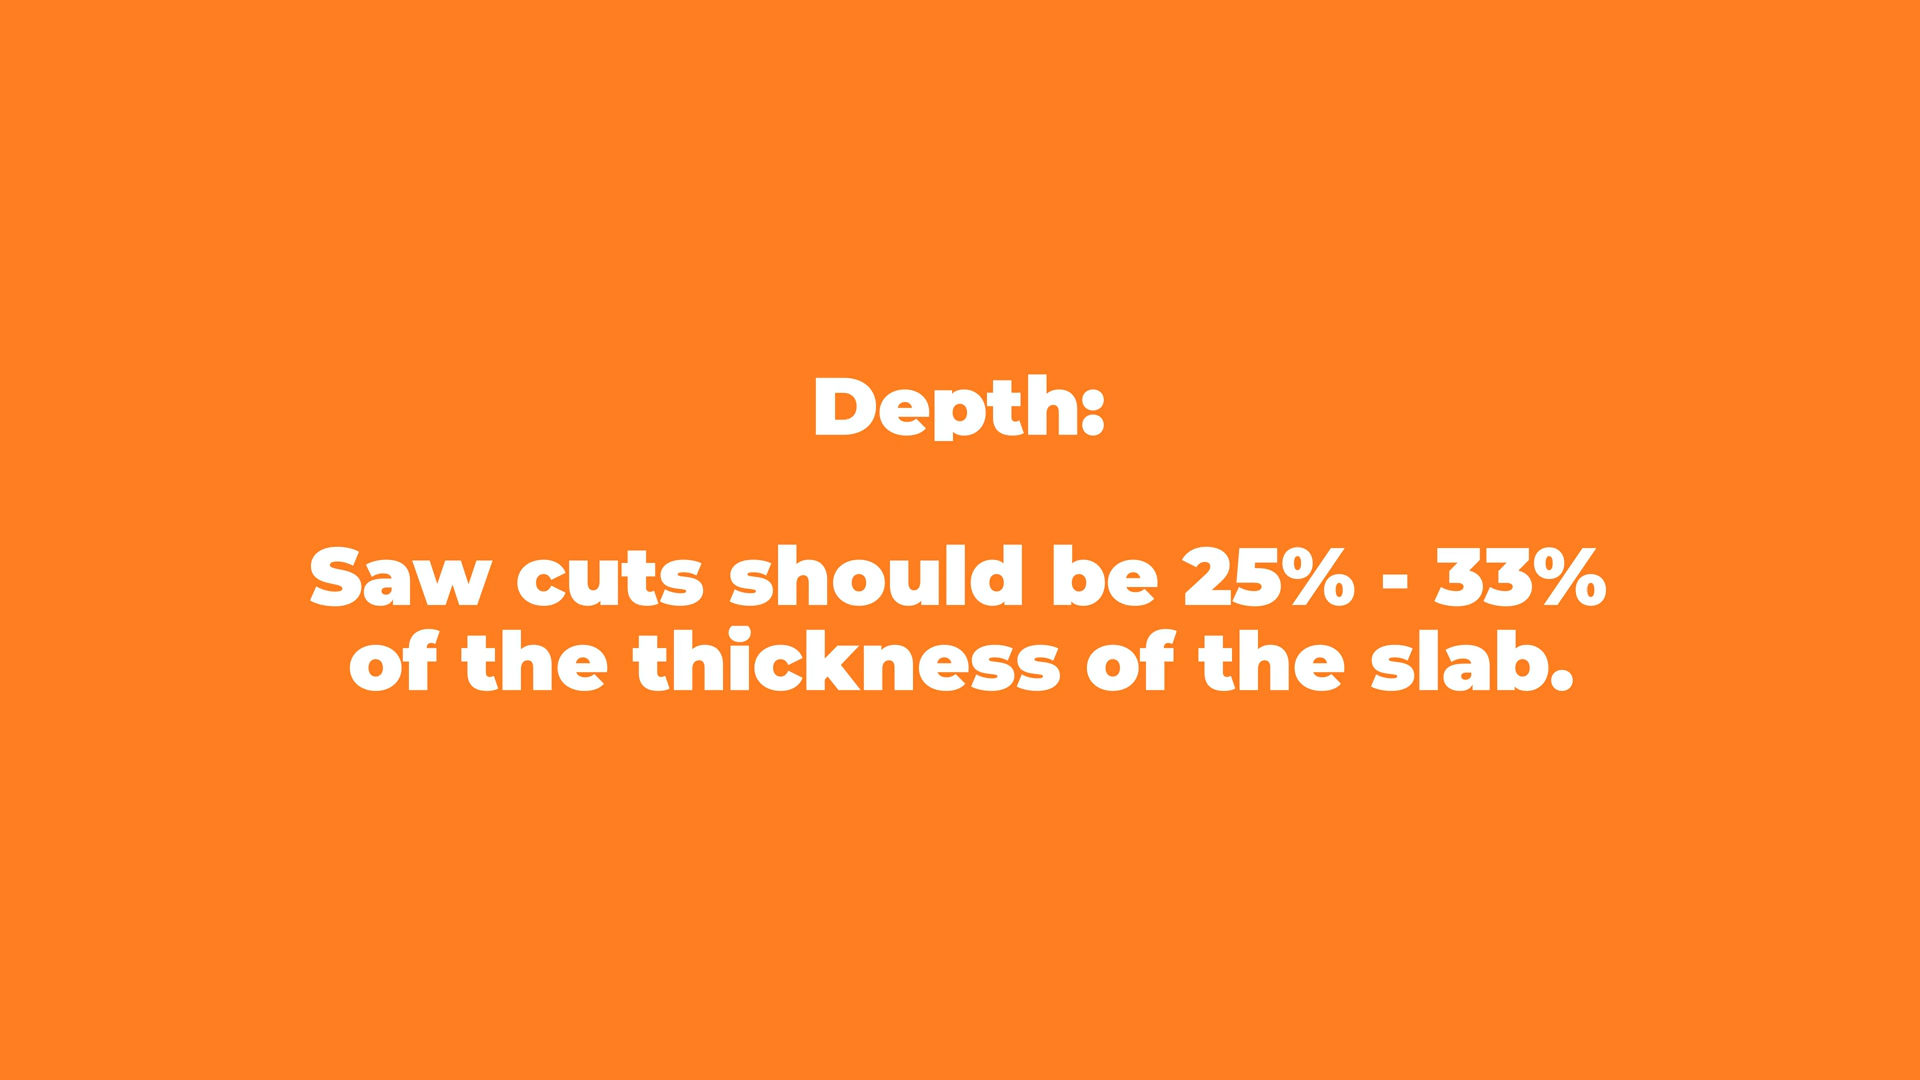 Depth:
Saw cuts should be 25% - 33%
of the thickness of the slab.